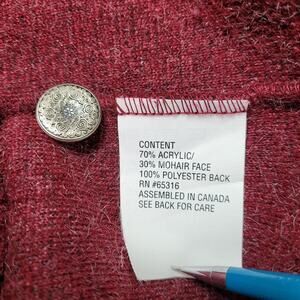 CONTENT
70% ACRYLIC/
30% MOHAIR FACE
100% POLYESTER BACK
RN #65316
ASSEMBLED IN CANADA
SEE BACK FOR CARE